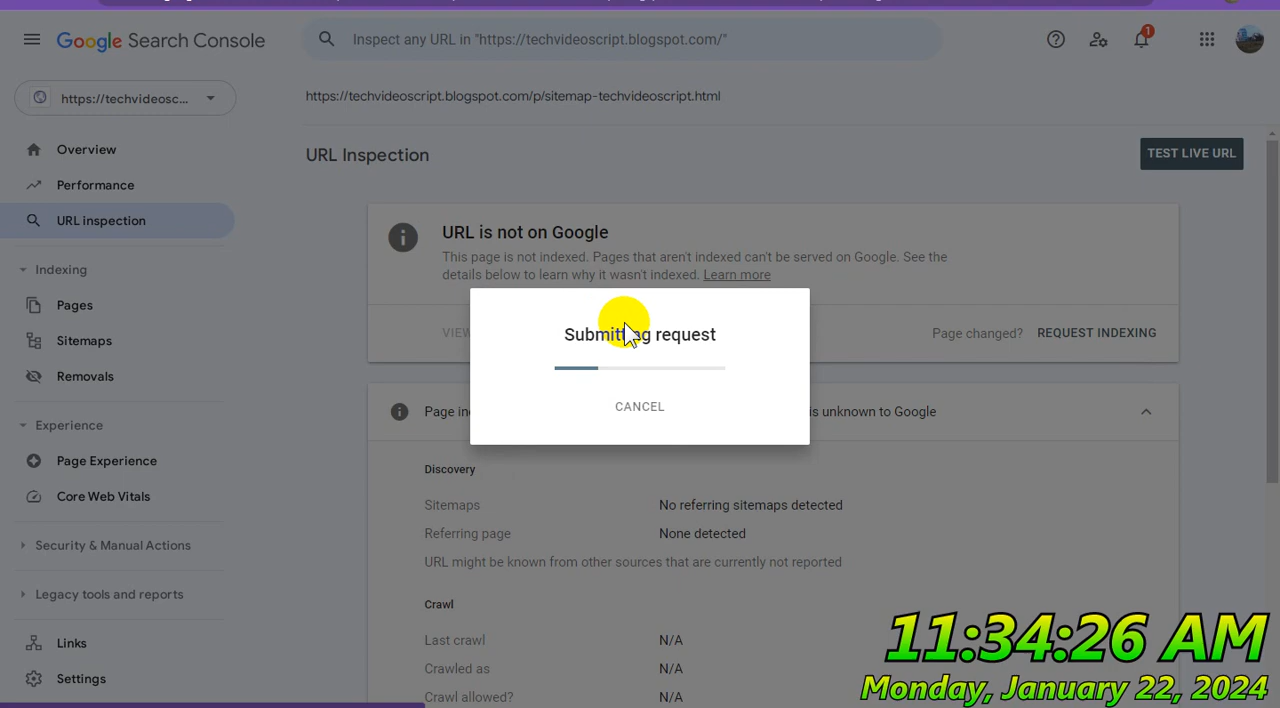 Google Search Console
Inspect any URL in "https://techvideoscript.blogspot.com/"
1
https://techvideosc...
https://techvideoscript.blogspot.com/p/sitemap-techvideoscript.html
Overview
Performance
URL inspection
Indexing
Pages
Sitemaps
Removals
Experience
Page Experience
Core Web Vitals
Security & Manual Actions
Legacy tools and reports
Links
Settings
URL Inspection
TEST LIVE URL
URL is not on Google
This page is not indexed. Pages that aren't indexed can't be served on Google. See the
details below to learn why it wasn't indexed. Learn more
Page changed? REQUEST INDEXING
Submitting request
CANCEL
Page
is unknown to Google
Discovery
Sitemaps No referring sitemaps detected
Referring page None detected
URL might be known from other sources that are currently not reported
Crawl
Last crawl N/A
Crawled as N/A
Crawl allowed? N/A
11:34:26 AM
Monday, January 22, 2024